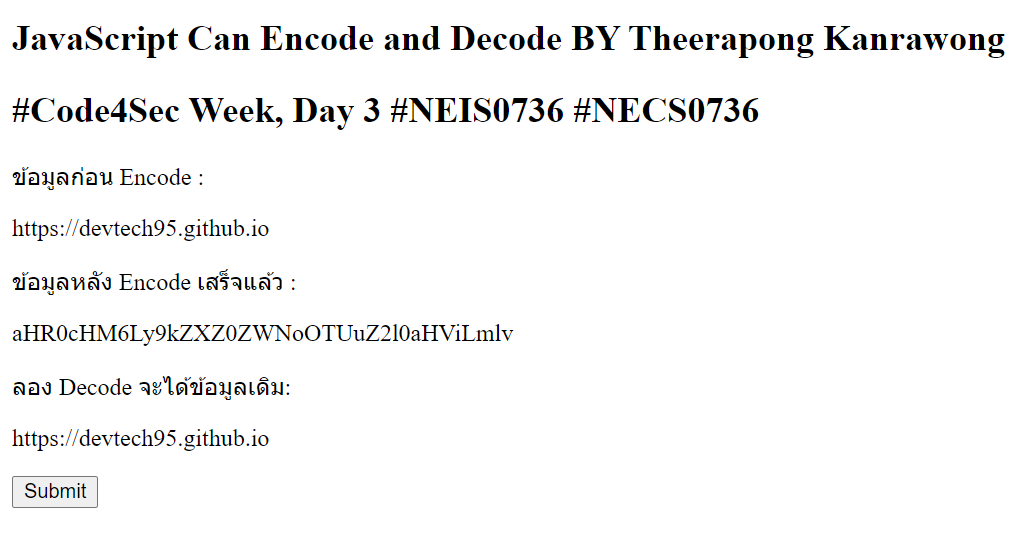 JavaScript Can Encode and Decode BY Theerapong Kanrawong
#Code4Sec Week, Day 3 #NEIS0736 #NECS0736
ข้อมูลก่อน Encode :
https://devtech95.github.io
ข้อมูลหลัง Encode เสร็จแล้ว :
aHR0cHM6Ly9kZXZ0ZWNoOTUuZ2l0aHViLmlv
ลอง Decode จะได้ข้อมูลเดิม:
https://devtech95.github.io
Submit